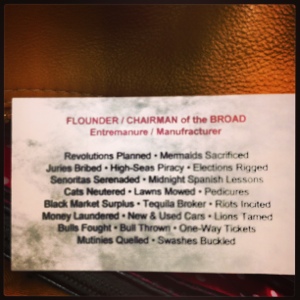 FLOUNDER / CHAIRMAN of the BROAD
Entremanure / Manufracturer
Revolutions Planned • Mermaids Sacrificed
Juries Bribed • High-Seas Piracy • Elections Rigged
Senoritas Serenaded • Midnight Spanish Lessons
Cats Neutered • Lawns Mowed • Pedicures
Black Market Surplus • Tequila Broker • Riots Incited
Money Laundered • New & Used Cars • Lions Tamed
Bulls Fought • Bull Thrown • One-Way Tickets
Mutinies Quelled • Swashes Buckled